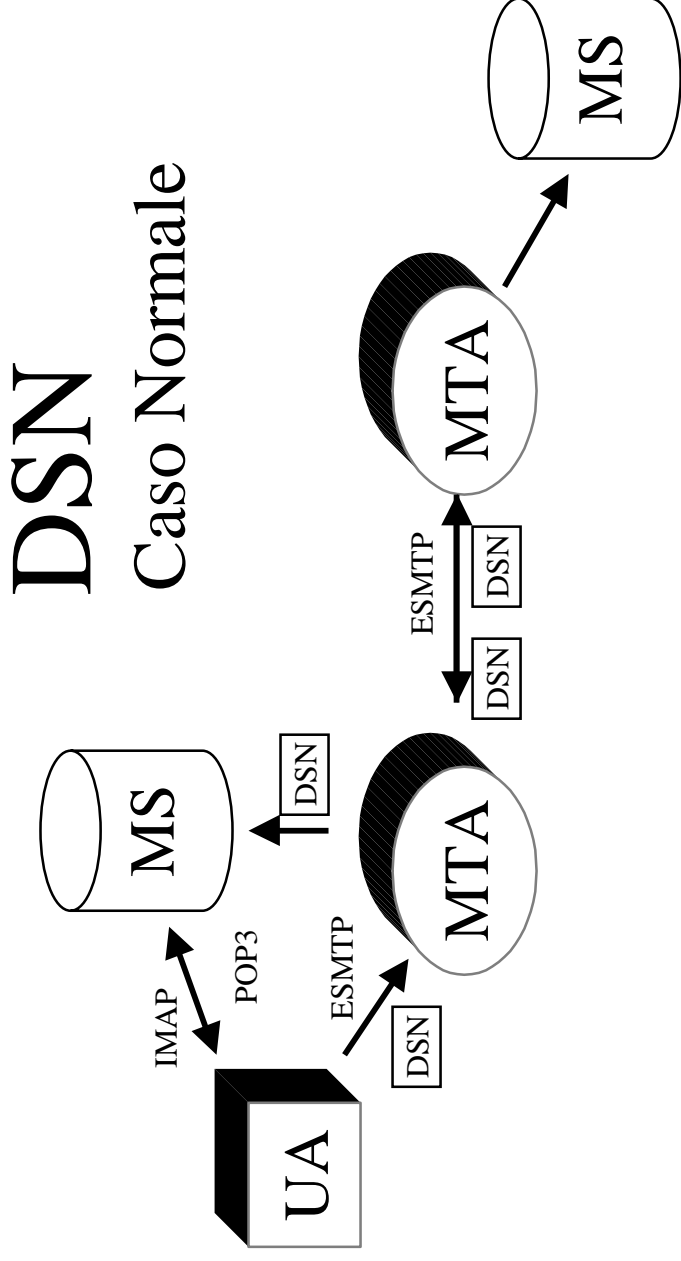 DSN
Caso Normale
MS
IMAP
POP3
DSN
UA
ESMTP
DSN
MTA
ESMTP
DSN
DSN
MTA
MS